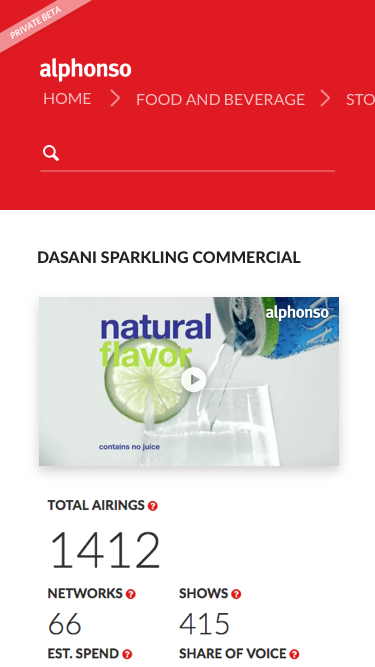 PRIVATE BETA
alphonso
HOME > FOOD AND BEVERAGE > STO
DASANI SPARKLING COMMERCIAL
alphonso
natural
flavor
contains no juice
TOTAL AIRINGS ?
1412
NETWORKS ? SHOWS ?
66 415
EST. SPEND ? SHARE OF VOICE ?